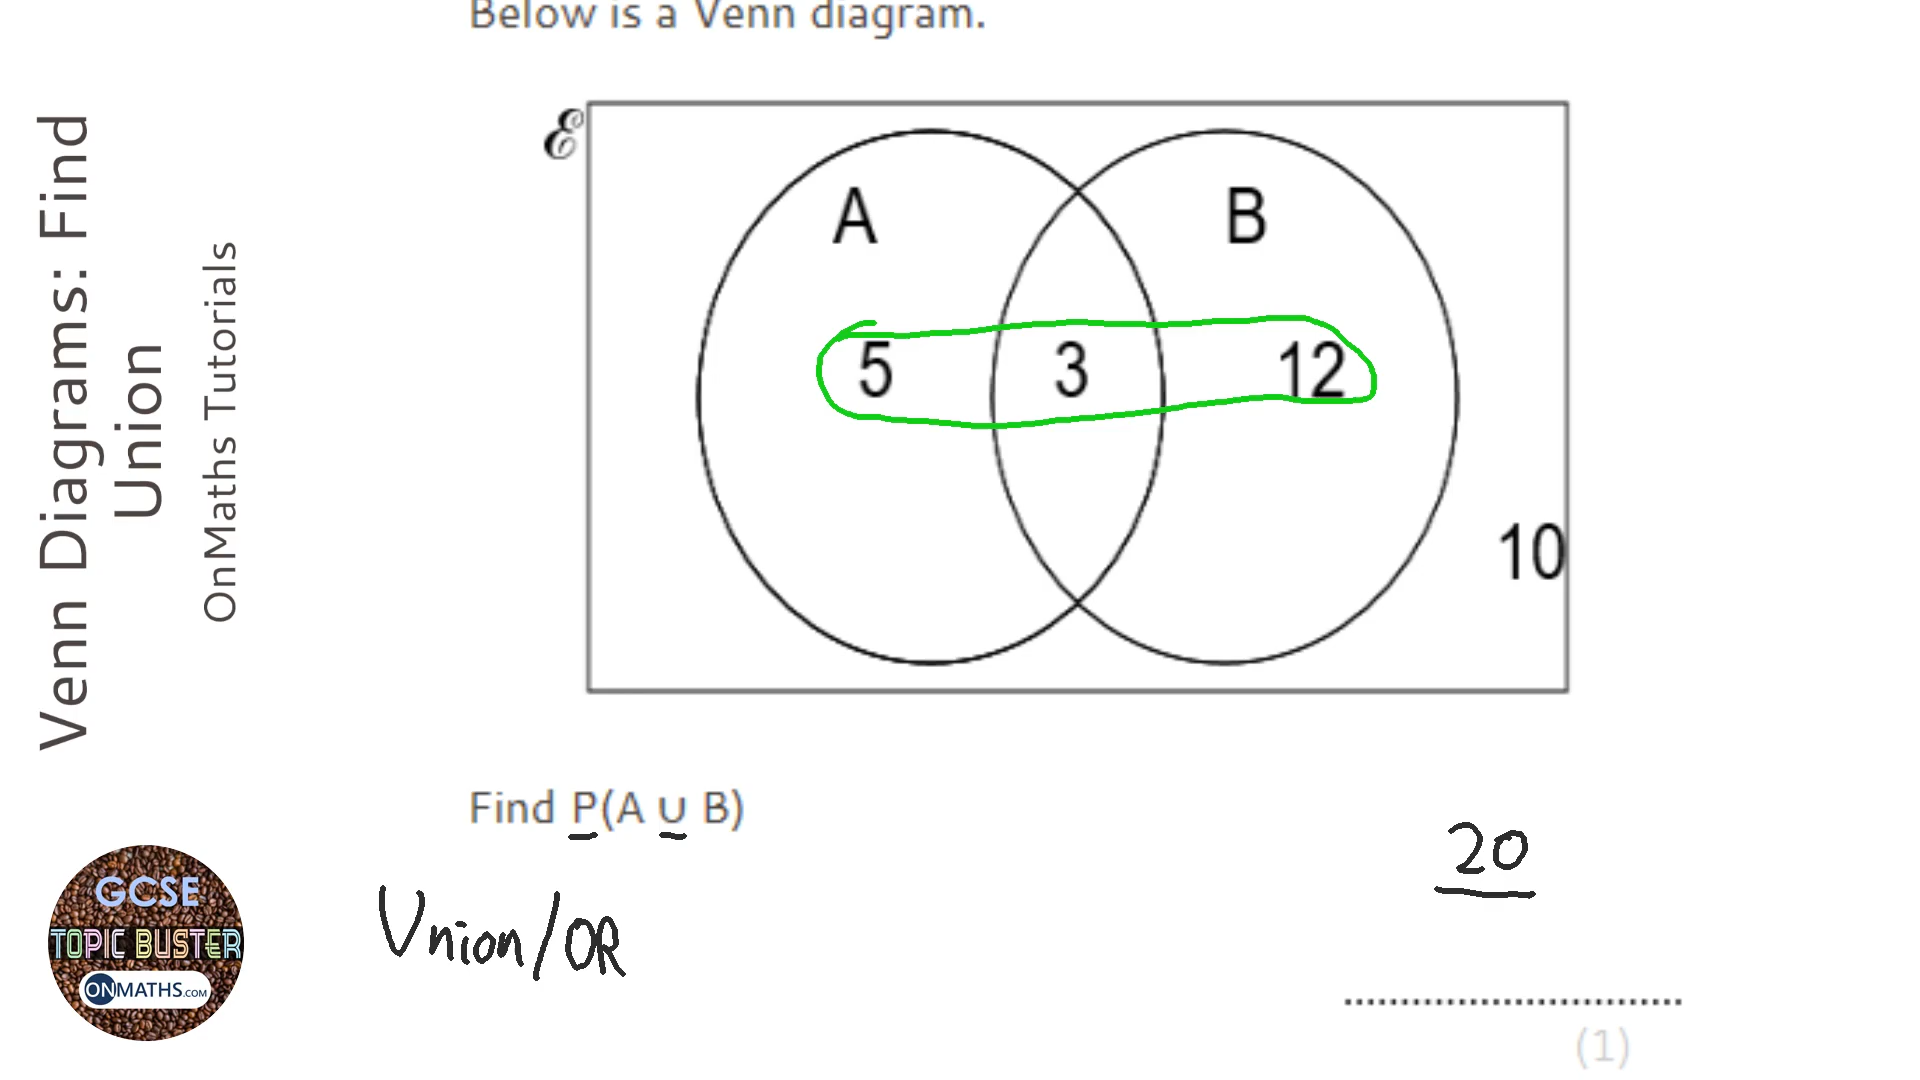 Venn Diagrams: Find
Union
OnMaths Tutorials
Below is a Venn diagram.
ℰ
A
B
5
3
12
10
Find P(A ∪ B)
20
Union/OR
(1)
GCSE
TOPIC BUSTER
ONMATHS.COM